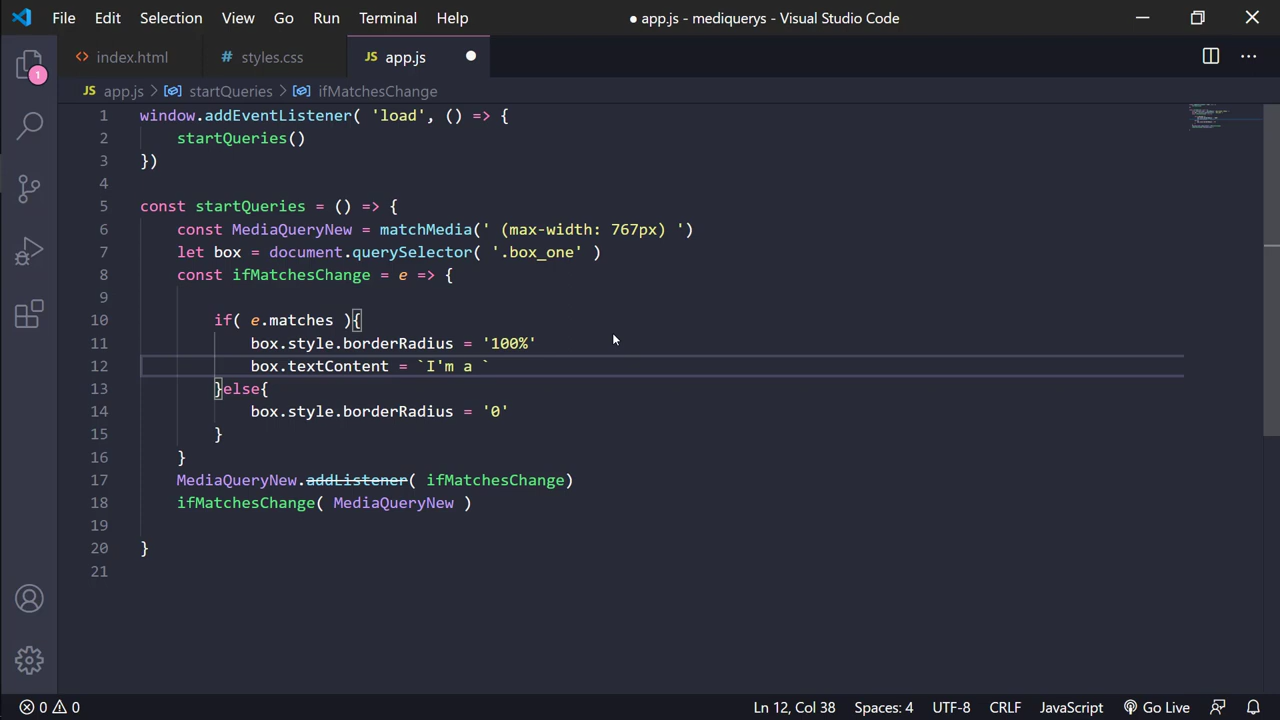 File Edit Selection View Go Run Terminal Help ● app.js - mediquerys - Visual Studio Code
<> index.html # styles.css JS app.js ●
1
JS app.js > startQueries > ifMatchesChange
1 window.addEventListener( 'load', () => {
2 startQueries()
3 })
4
5 const startQueries = () => {
6 const MediaQueryNew = matchMedia(' (max-width: 767px) ')
7 let box = document.querySelector( '.box_one' )
8 const ifMatchesChange = e => {
9
10 if( e.matches ){
11 box.style.borderRadius = '100%'
12 box.textContent = `I'm a `
13 }else{
14 box.style.borderRadius = '0'
15 }
16 }
17 MediaQueryNew.addListener( ifMatchesChange)
18 ifMatchesChange( MediaQueryNew )
19
20 }
21
0 0 Ln 12, Col 38 Spaces: 4 UTF-8 CRLF JavaScript Go Live